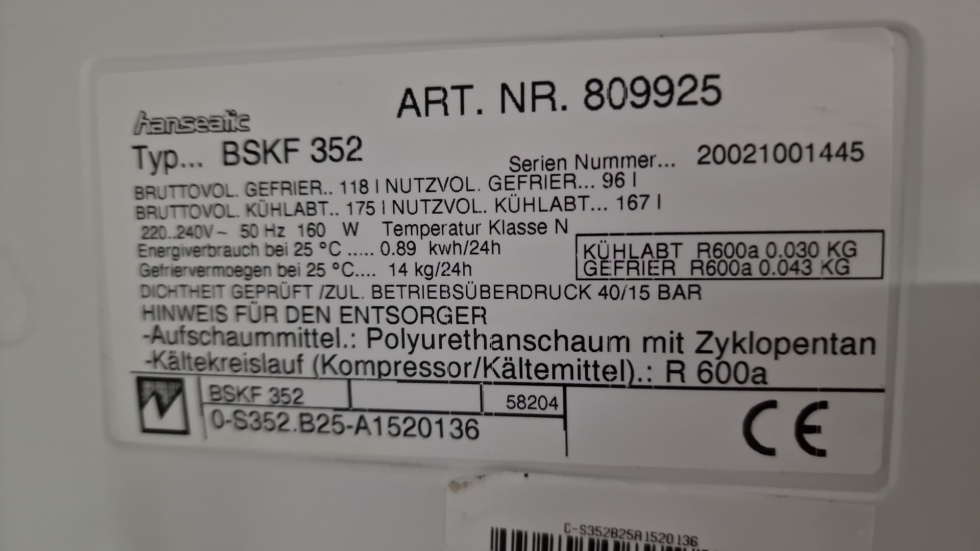 ART. NR. 809925
hanseatic
Typ... BSKF 352
Serien Nummer... 20021001445
BRUTTOVOL. GEFRIER.. 118 l NUTZVOL. GEFRIER... 96 l
BRUTTOVOL. KÜHLABT.. 175 l NUTZVOL. KÜHLABT... 167 l
220..240V~ 50 Hz 160 W Temperatur Klasse N
Energiverbrauch bei 25 °C ..... 0.89 kwh/24h
KÜHLABT R600a 0.030 KG
Gefriervermoegen bei 25 °C.... 14 kg/24h
GEFRIER R600a 0.043 KG
DICHTHEIT GEPRÜFT /ZUL. BETRIEBSÜBERDRUCK 40/15 BAR
HINWEIS FÜR DEN ENTSORGER
-Aufschaummittel.: Polyurethanschaum mit Zyklopentan
-Kältekreislauf (Kompressor/Kältemittel).: R 600a
BSKF 352
58204
0-S352.B25-A1520136
CE
0-S352B25A1520136